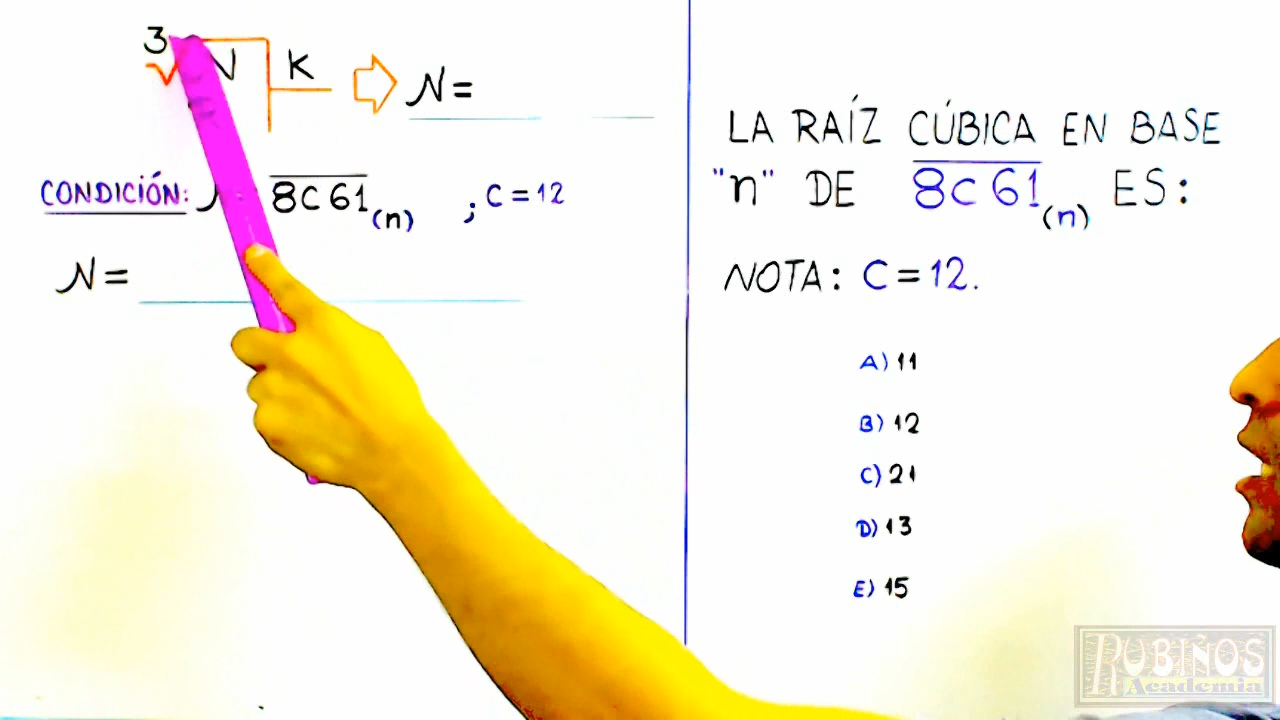 3
√ N K ⇨ N =
CONDICIÓN: 8C61(n) ; C = 12
N =
LA RAÍZ CÚBICA EN BASE
"n" DE 8C61(n) ES:
NOTA: C = 12.
A) 11
B) 12
C) 21
D) 13
E) 15
RUBIÑOS
Academia